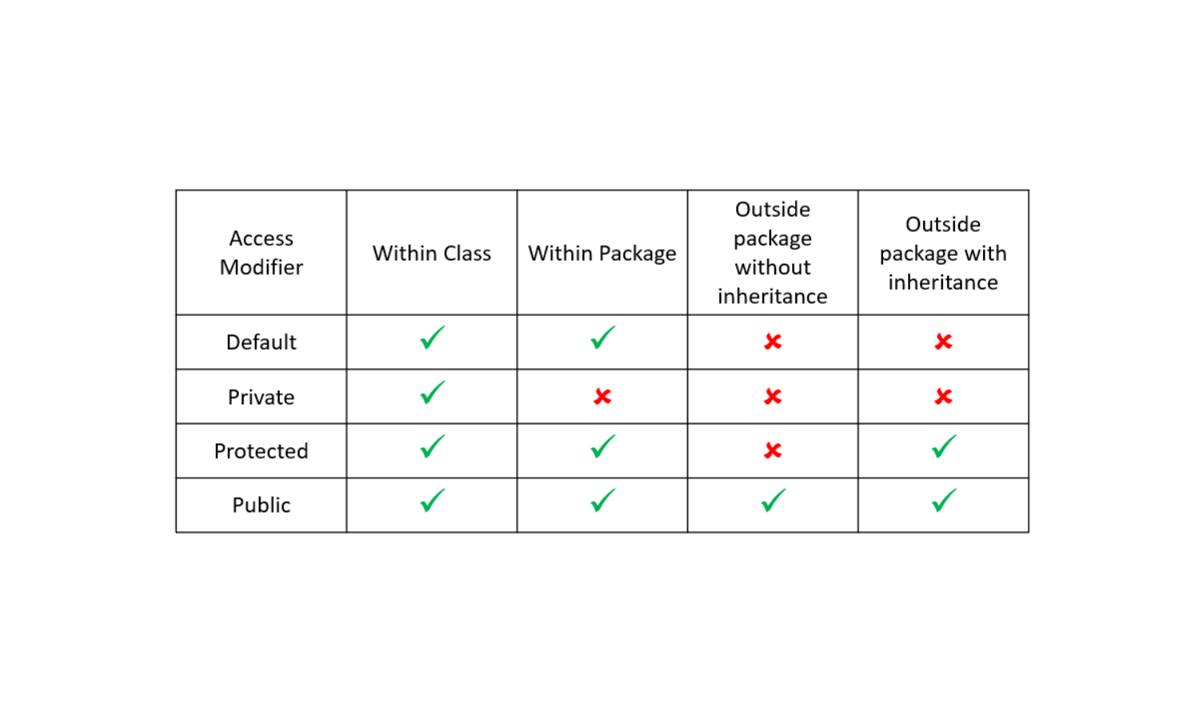 Access
Modifier
Within Class
Within Package
Outside
package
without
inheritance
Outside
package with
inheritance
Default
Private
Protected
Public